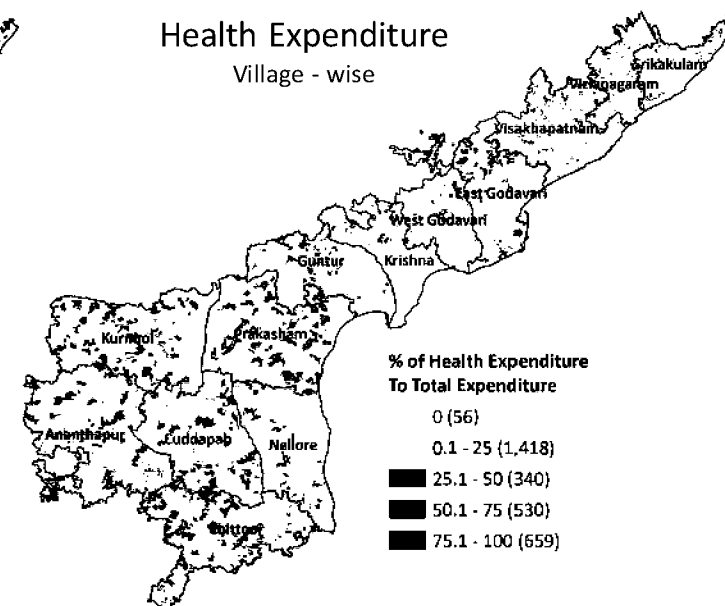 Health Expenditure
Village - wise
Srikakulam
Vizianagaram
Visakhapatnam
East Godavari
West Godavari
Guntur
Krishna
Kurnool
Prakasham
% of Health Expenditure
To Total Expenditure
0 (56)
Ananthapur
Cuddapah
Nellore
0.1 - 25 (1,418)
25.1 - 50 (340)
50.1 - 75 (530)
Chittoor
75.1 - 100 (659)